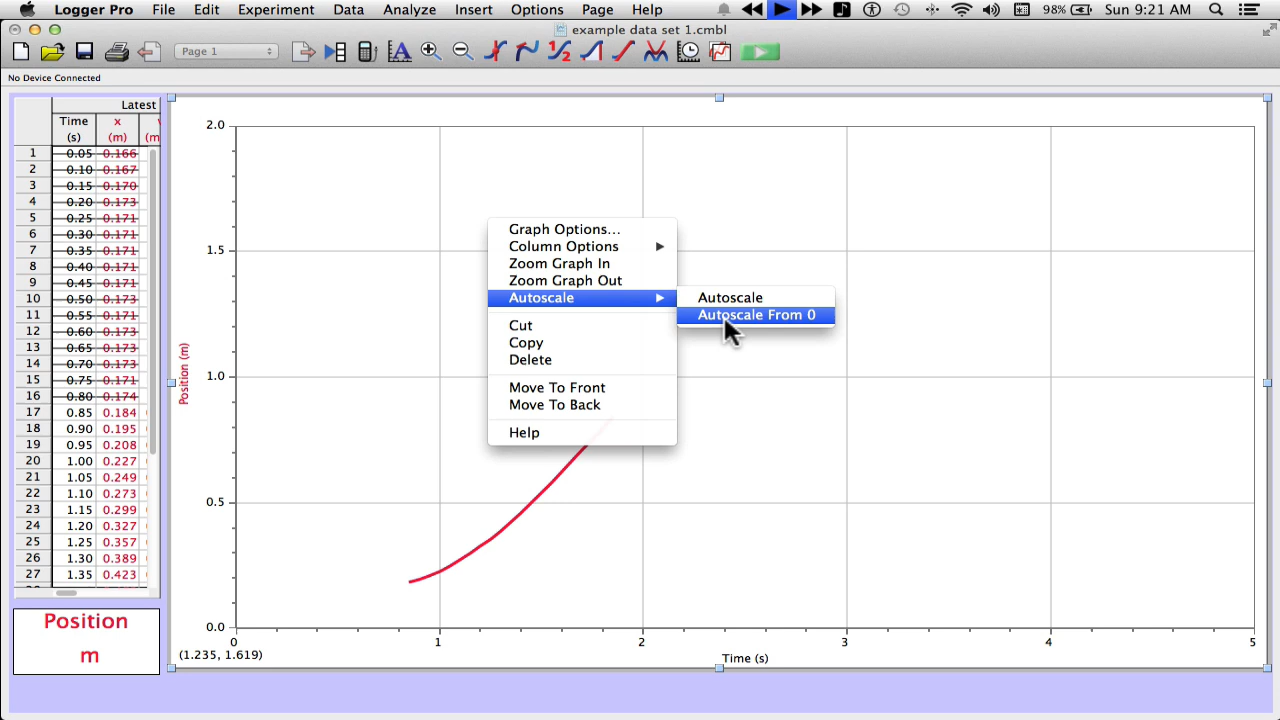 Logger Pro File Edit Experiment Data Analyze Insert Options Page Help 98% Sun 9:21 AM
example data set 1.cmbl
Page 1
No Device Connected
Latest
Time x
(s) (m) (m
1 0.05 0.166
2 0.10 0.167
3 0.15 0.170
4 0.20 0.173
5 0.25 0.171
6 0.30 0.171
7 0.35 0.171
8 0.40 0.171
9 0.45 0.171
10 0.50 0.173
11 0.55 0.171
12 0.60 0.173
13 0.65 0.173
14 0.70 0.173
15 0.75 0.171
16 0.80 0.174
17 0.85 0.184
18 0.90 0.195
19 0.95 0.208
20 1.00 0.227
21 1.05 0.249
22 1.10 0.273
23 1.15 0.299
24 1.20 0.327
25 1.25 0.357
26 1.30 0.389
27 1.35 0.423
Position
m
2.0
1.5
1.0
0.5
0.0
Position (m)
Graph Options...
Column Options
Zoom Graph In
Zoom Graph Out
Autoscale
Cut
Copy
Delete
Move To Front
Move To Back
Help
Autoscale
Autoscale From 0
0 1 2 3 4 5
(1.235, 1.619)
Time (s)